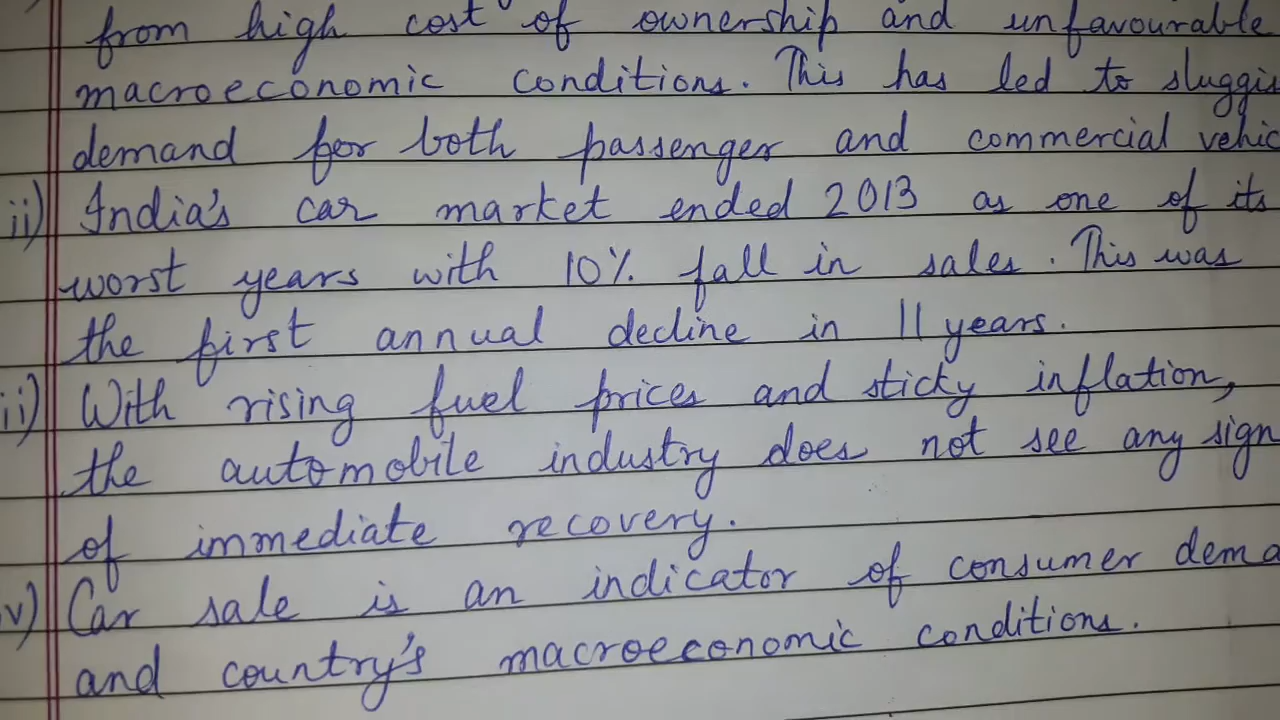 from high cost of ownership and unfavourable
macroeconomic conditions. This has led to sluggis
demand for both passenger and commercial vehic
ii) India's car market ended 2013 as one of its
worst years with 10% fall in sales. This was
the first annual decline in 11 years.
ii) With rising fuel prices and sticky inflation,
the automobile industry does not see any sign
of immediate recovery.
v) Car sale is an indicator of consumer dema
and country's macroeconomic conditions.